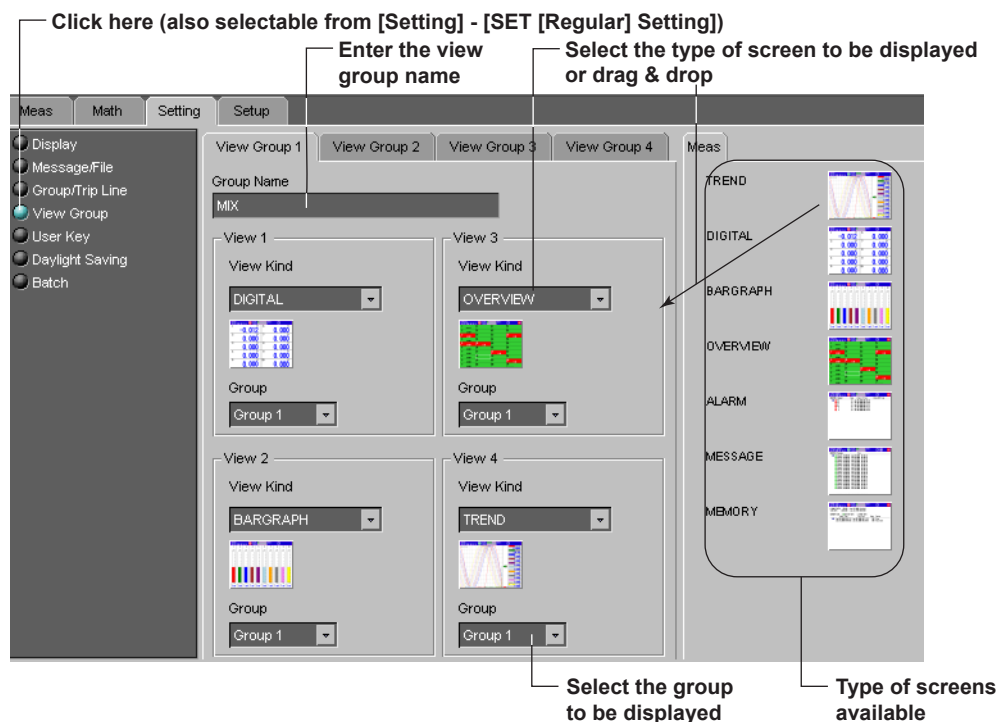 Click here (also selectable from [Setting] - [SET [Regular] Setting])
Enter the view
group name
Select the type of screen to be displayed
or drag & drop
Meas
Math
Setting
Setup
Display
Message/File
Group/Trip Line
View Group
User Key
Daylight Saving
Batch
View Group 1
View Group 2
View Group 3
View Group 4
Group Name
MIX
View 1
View Kind
DIGITAL
Group
Group 1
View 3
View Kind
OVERVIEW
Group
Group 1
View 2
View Kind
BARGRAPH
Group
Group 1
View 4
View Kind
TREND
Group
Group 1
Meas
TREND
DIGITAL
BARGRAPH
OVERVIEW
ALARM
MESSAGE
MEMORY
Select the group
to be displayed
Type of screens
available